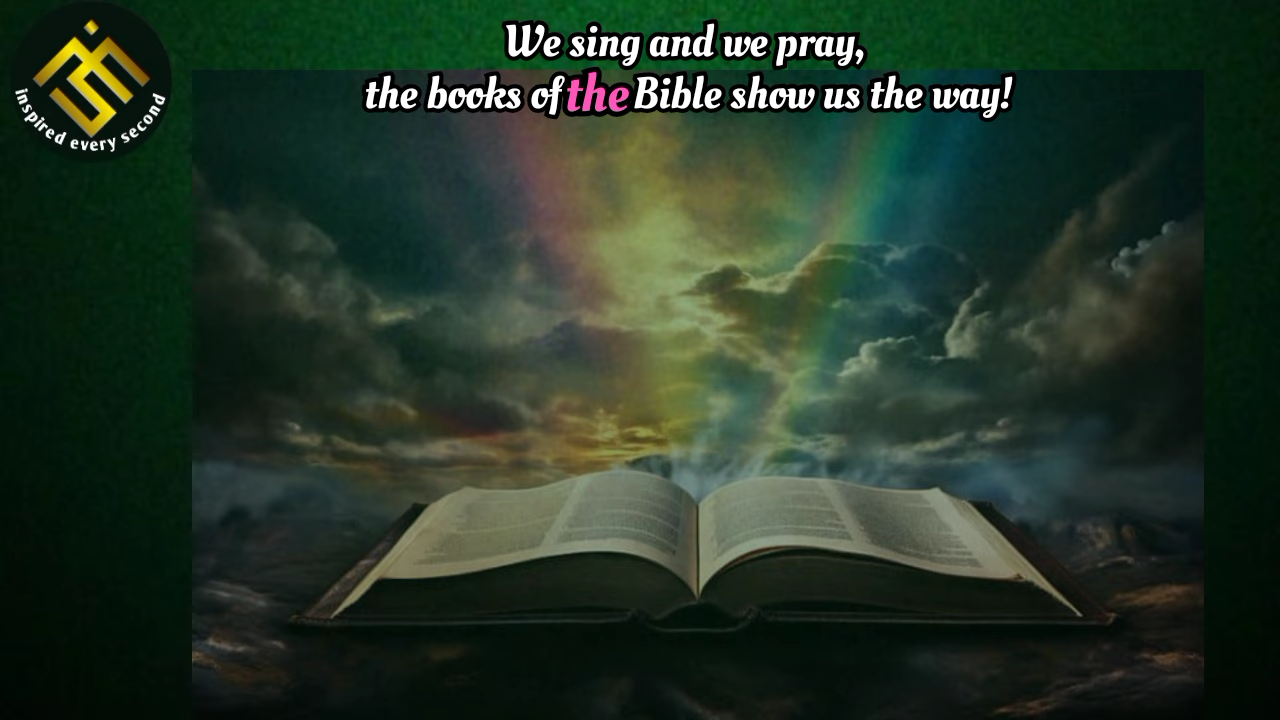 We sing and we pray,
the books of the Bible show us the way!
inspired every second